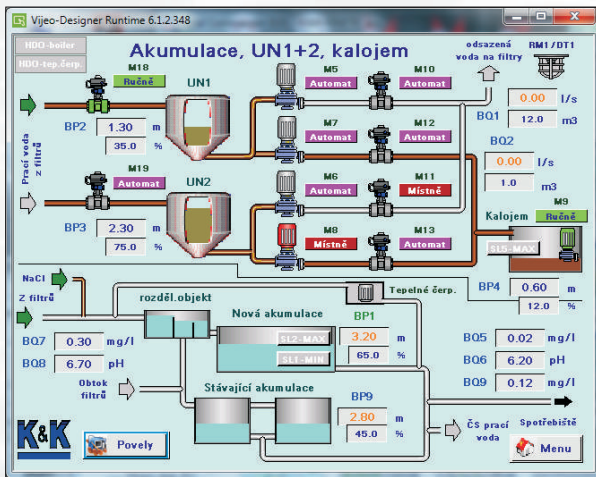 Vijeo-Designer Runtime 6.1.2.348
HDO-boiler
HDO-tep.čerp.
Akumulace, UN1+2, kalojem
odsazená
voda na filtry
RM1/DT1
M18
Ručně
UN1
M5
Automat
M10
Automat
0.00 l/s
BQ1 12.0 m3
BP2 1.30 m
35.0 %
M7
Automat
M12
Automat
BQ2
0.00 l/s
1.0 m3
Prací voda
z filtrů
M19
Automat
UN2
M6
Automat
M11
Místně
M9
Kalojem Ručně
BP3 2.30 m
75.0 %
M8
Místně
M13
Automat
SL5-MAX
NaCl
Z filtrů
rozděl.objekt
Tepelné čerp.
BP4 0.60 m
12.0 %
Nová akumulace
BP1
BQ7 0.30 mg/l
SL2-MAX
3.20 m
BQ5 0.02 mg/l
BQ8 6.70 pH
SL1-MIN
65.0 %
BQ6 6.20 pH
Obtok
filtrů
Stávající akumulace
BP9
BQ9 0.12 mg/l
2.80 m
45.0 %
K&K
Povely
ČS prací
voda
Spotřebiště
Menu